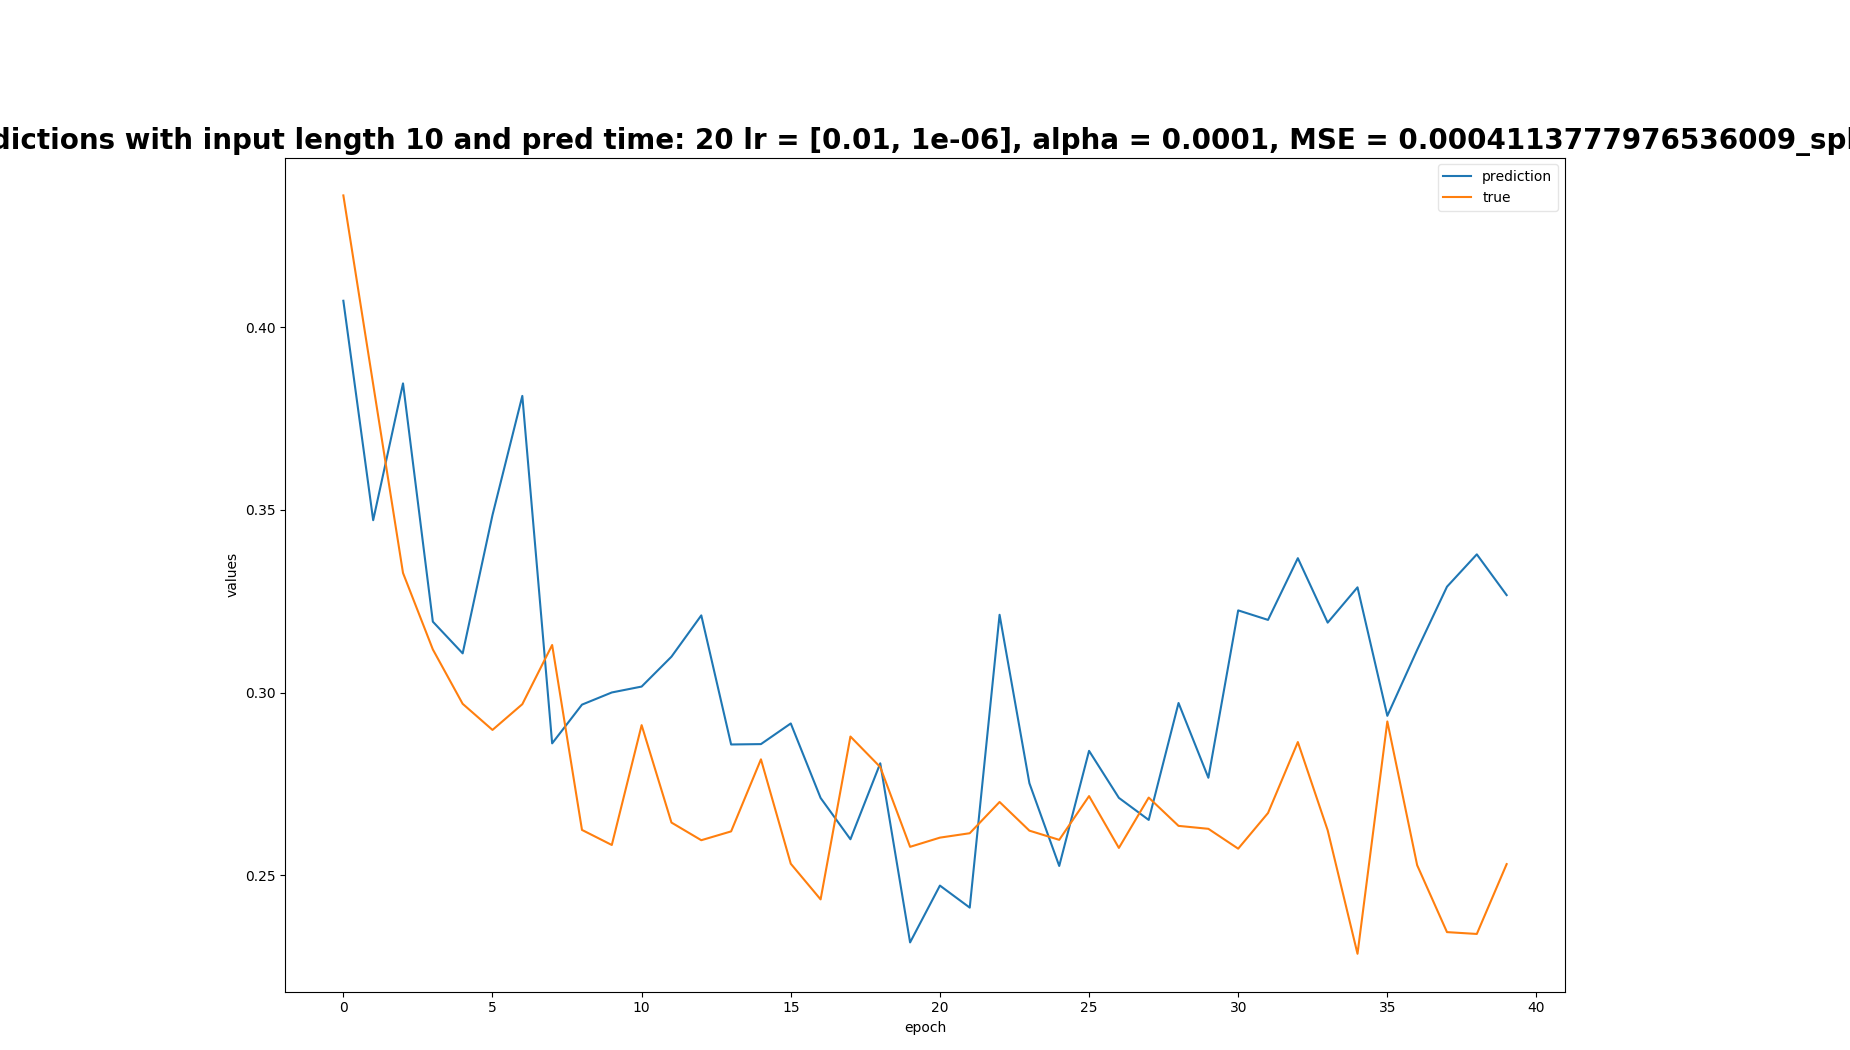 dictions with input length 10 and pred time: 20 lr = [0.01, 1e-06], alpha = 0.0001, MSE = 0.0004113777976536009_spl
prediction
true
0.40
0.35
0.30
0.25
values
0 5 10 15 20 25 30 35 40
epoch